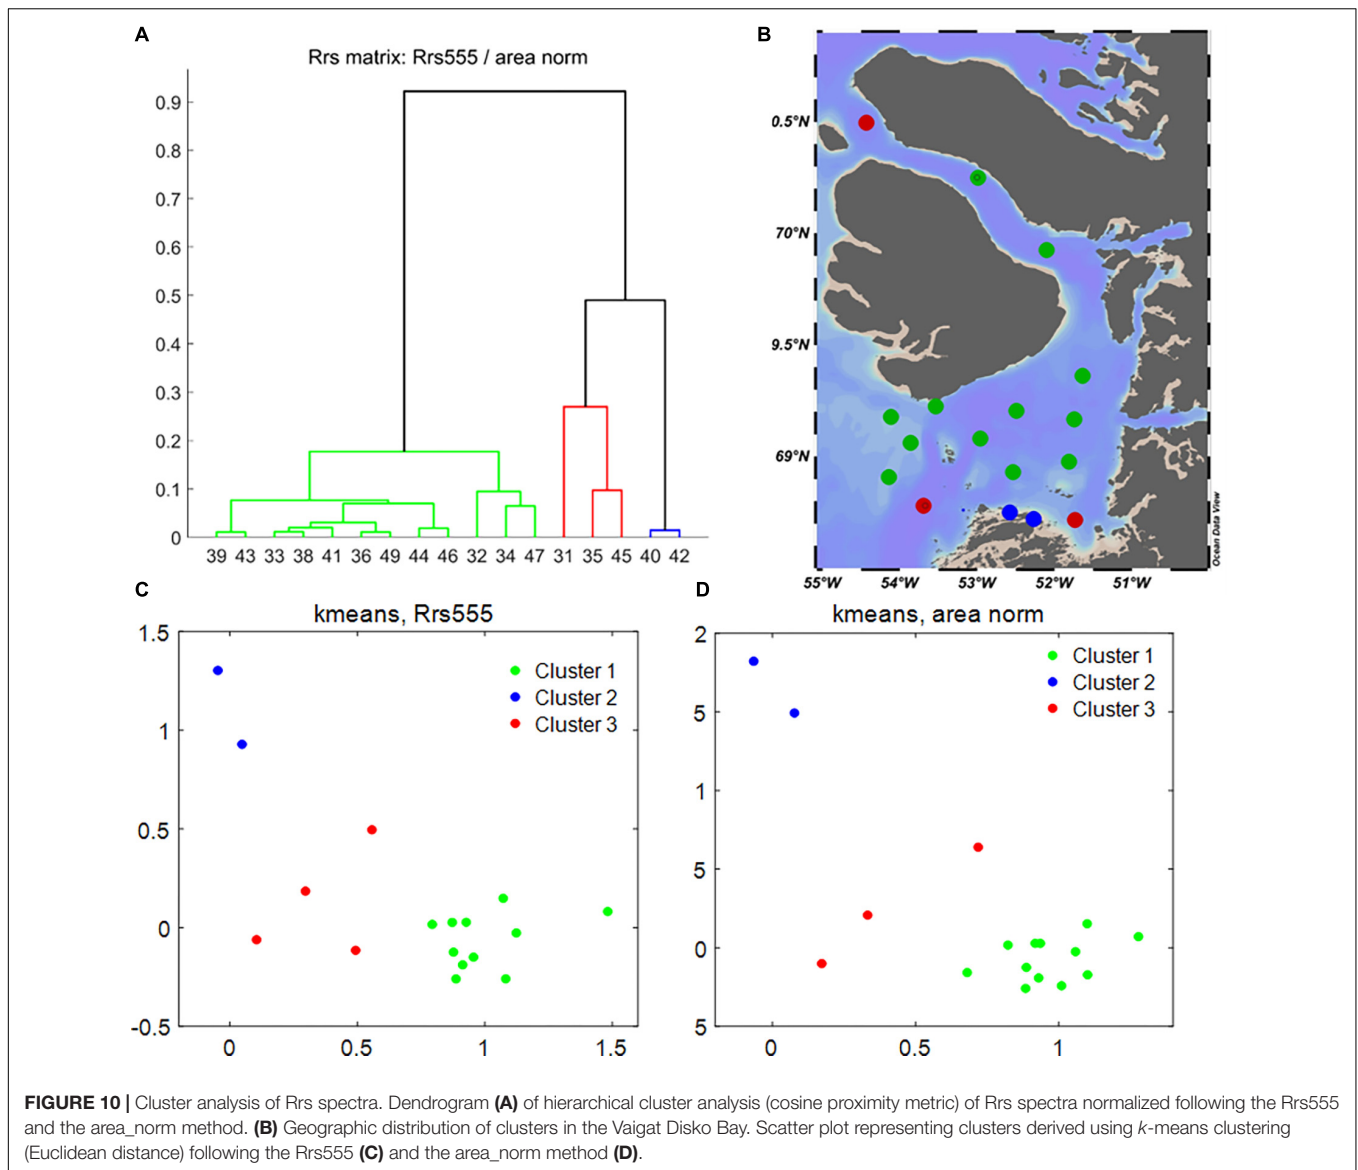 A
Rrs matrix: Rrs555 / area norm
0.9
0.8
0.7
0.6
0.5
0.4
0.3
0.2
0.1
0
39 43 33 38 41 36 49 44 46 32 34 47 31 35 45 40 42
B
0.5°N
70°N
9.5°N
69°N
55°W 54°W 53°W 52°W 51°W
Ocean Data View
C
kmeans, Rrs555
1.5
1
0.5
0
-0.5
0 0.5 1 1.5
Cluster 1
Cluster 2
Cluster 3
D
kmeans, area norm
2
5
1
5
0
5
0 0.5 1
Cluster 1
Cluster 2
Cluster 3
FIGURE 10 | Cluster analysis of Rrs spectra. Dendrogram (A) of hierarchical cluster analysis (cosine proximity metric) of Rrs spectra normalized following the Rrs555
and the area_norm method. (B) Geographic distribution of clusters in the Vaigat Disko Bay. Scatter plot representing clusters derived using k-means clustering
(Euclidean distance) following the Rrs555 (C) and the area_norm method (D).